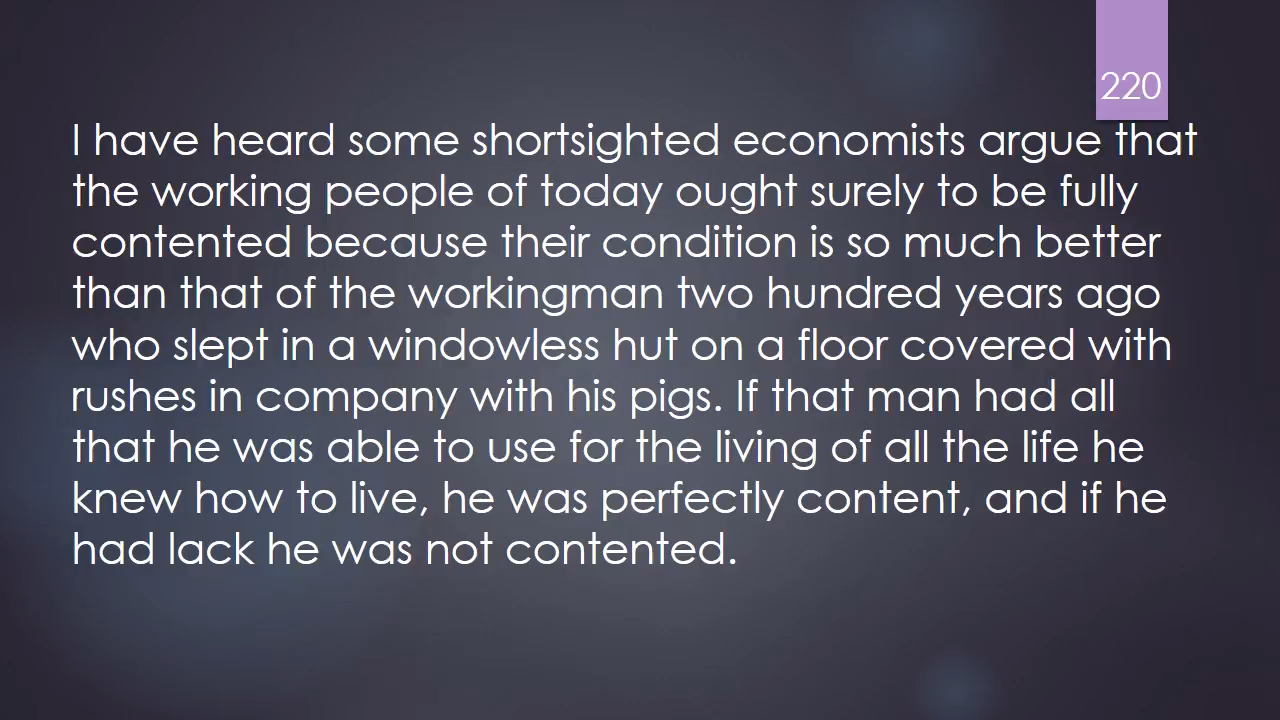 220
I have heard some shortsighted economists argue that
the working people of today ought surely to be fully
contented because their condition is so much better
than that of the workingman two hundred years ago
who slept in a windowless hut on a floor covered with
rushes in company with his pigs. If that man had all
that he was able to use for the living of all the life he
knew how to live, he was perfectly content, and if he
had lack he was not contented.